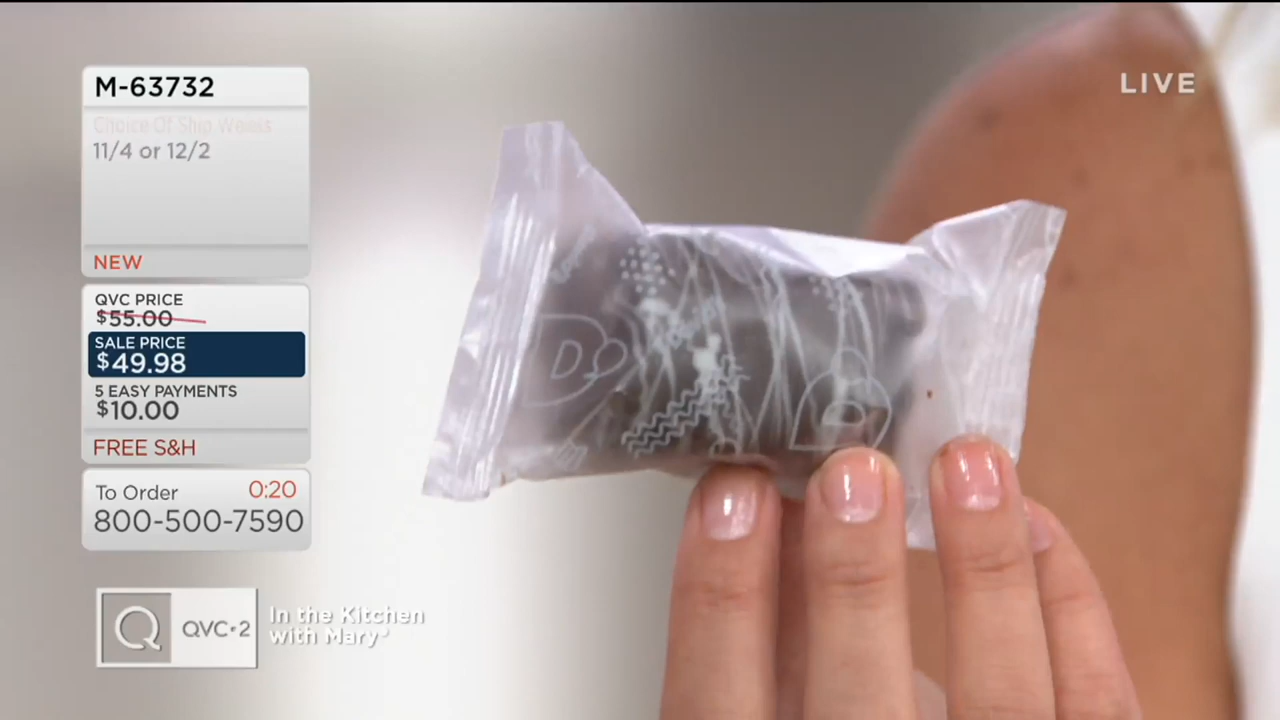 M-63732
Choice Of Ship Weeks
11/4 or 12/2
NEW
QVC PRICE
$55.00
SALE PRICE
$49.98
5 EASY PAYMENTS
$10.00
FREE S&H
To Order 0:20
800-500-7590
Q QVC•2
In the Kitchen
with Mary®
LIVE